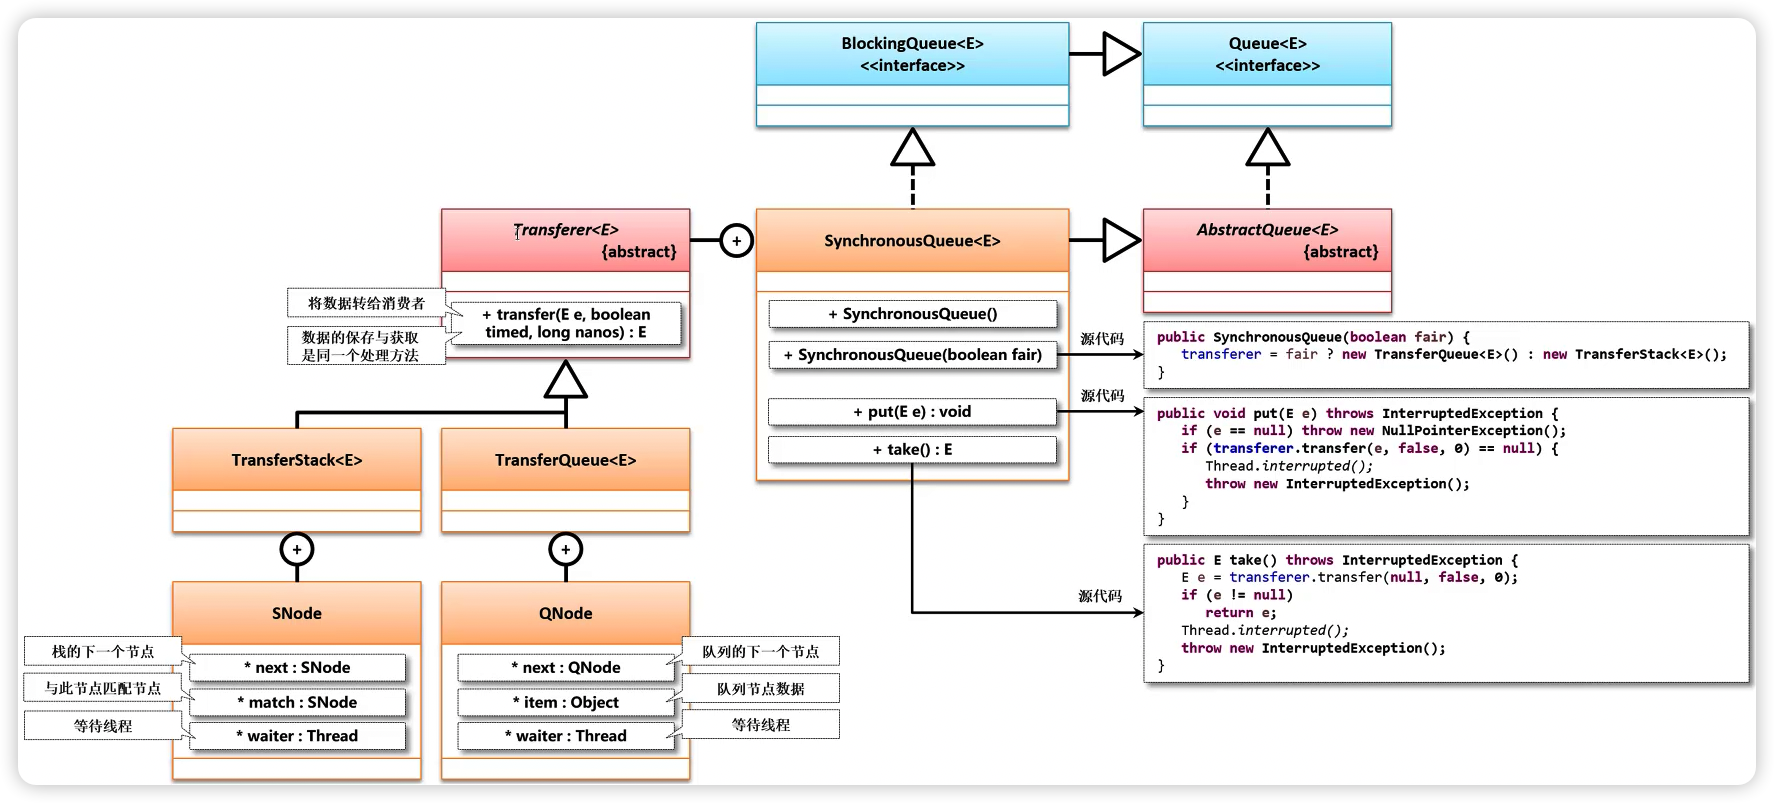 BlockingQueue<E>
<<interface>>
Queue<E>
<<interface>>
Transferer<E>
{abstract}
+
SynchronousQueue<E>
AbstractQueue<E>
{abstract}
将数据转给消费者
数据的保存与获取
是同一个处理方法
+ transfer(E e, boolean
timed, long nanos) : E
+ SynchronousQueue()
+ SynchronousQueue(boolean fair)
+ put(E e) : void
+ take() : E
源代码
public SynchronousQueue(boolean fair) {
transferer = fair ? new TransferQueue<E>() : new TransferStack<E>();
}
源代码
public void put(E e) throws InterruptedException {
if (e == null) throw new NullPointerException();
if (transferer.transfer(e, false, 0) == null) {
Thread.interrupted();
throw new InterruptedException();
}
}
源代码
public E take() throws InterruptedException {
E e = transferer.transfer(null, false, 0);
if (e != null)
return e;
Thread.interrupted();
throw new InterruptedException();
}
TransferStack<E>
TransferQueue<E>
+
+
SNode
QNode
栈的下一个节点
* next : SNode
与此节点匹配节点
* match : SNode
等待线程
* waiter : Thread
* next : QNode
队列的下一个节点
* item : Object
队列节点数据
* waiter : Thread
等待线程